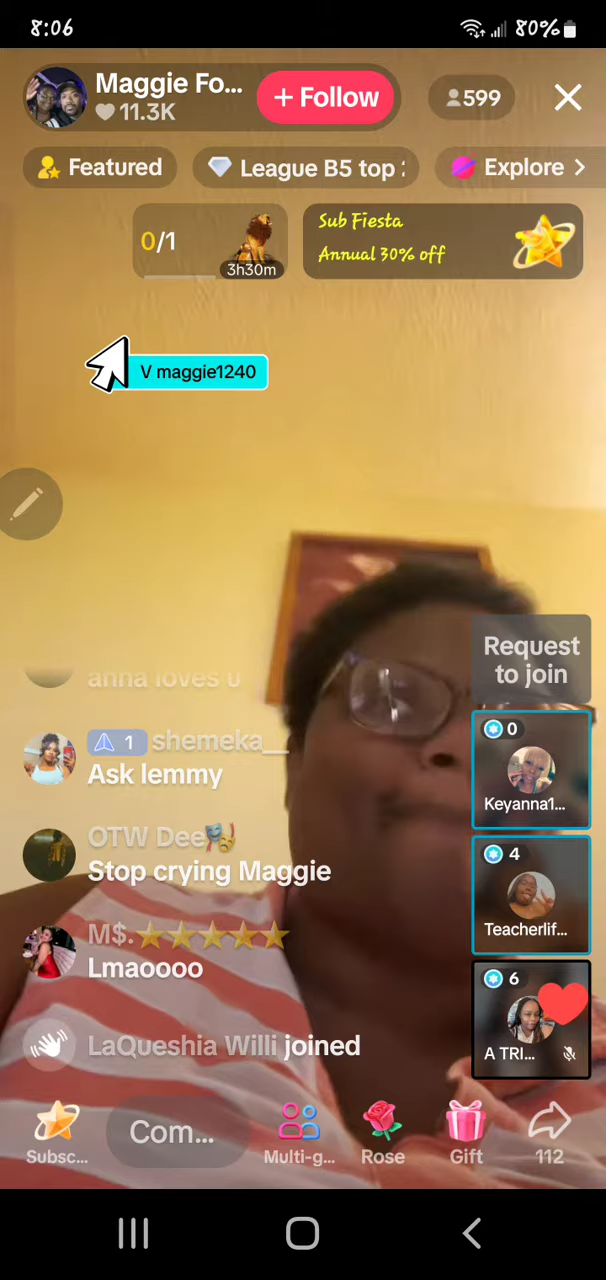 8:06
80%
Maggie Fo...
11.3K
+ Follow
599
Featured
League B5 top
Explore
0/1
3h30m
Sub Fiesta
Annual 30% off
V maggie1240
Request
to join
anna loves u
1 shemeka__
Ask lemmy
0
Keyanna1...
OTW Dee
Stop crying Maggie
4
Teacherlif...
M$.
Lmaoooo
6
A TRI...
LaQueshia Willi joined
Subsc...
Com...
Multi-g...
Rose
Gift
112